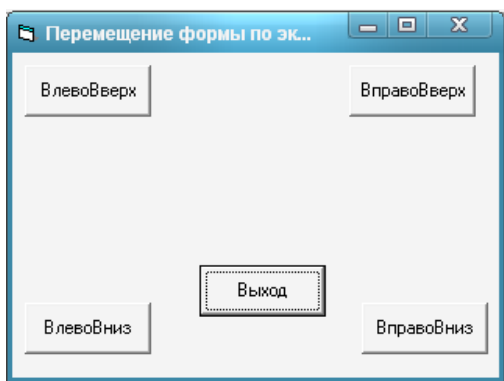 Перемещение формы по эк...
ВлевоВверх
ВправоВверх
Выход
ВлевоВниз
ВправоВниз